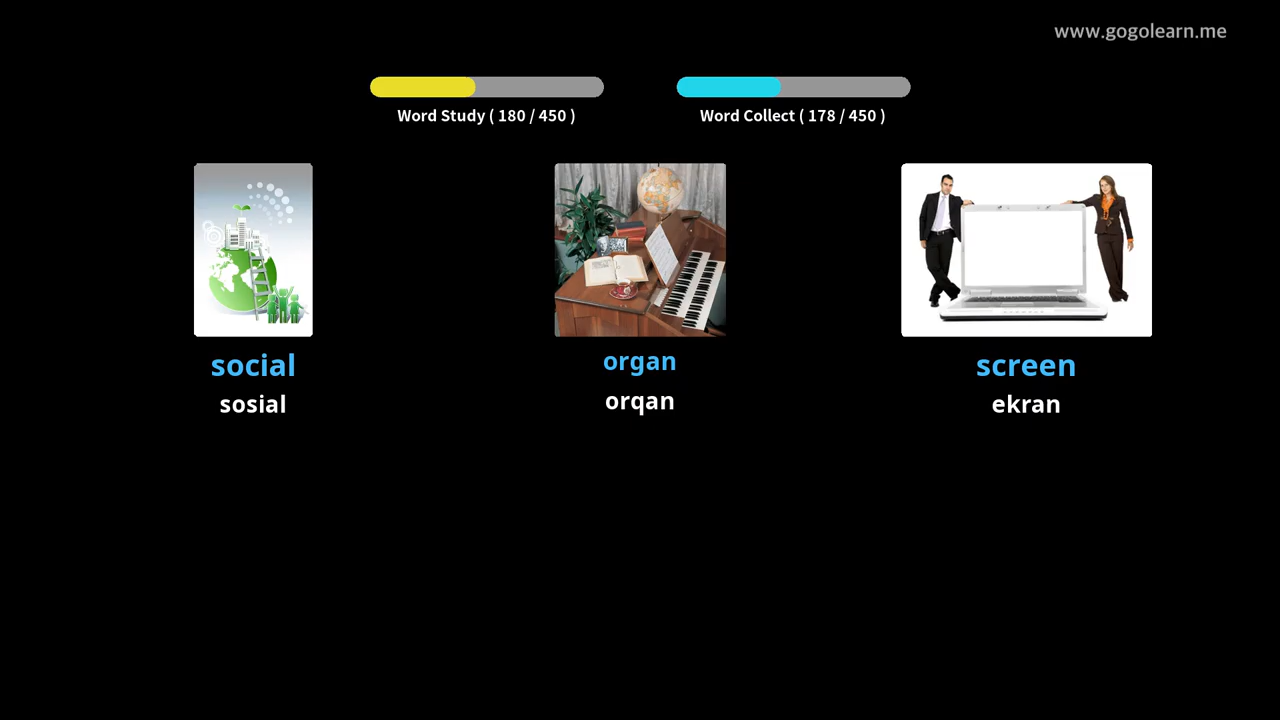 www.gogolearn.me
Word Study ( 180 / 450 )
Word Collect ( 178 / 450 )
social
sosial
organ
orqan
screen
ekran